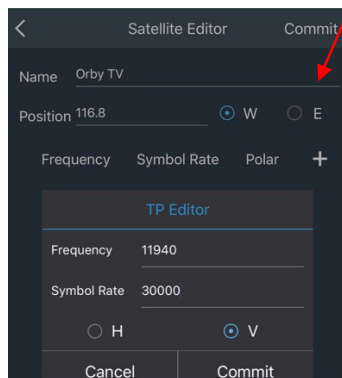 Satellite Editor Commit
Name Orby TV
Position 116.8 W E
Frequency Symbol Rate Polar +
TP Editor
Frequency 11940
Symbol Rate 30000
H V
Cancel Commit